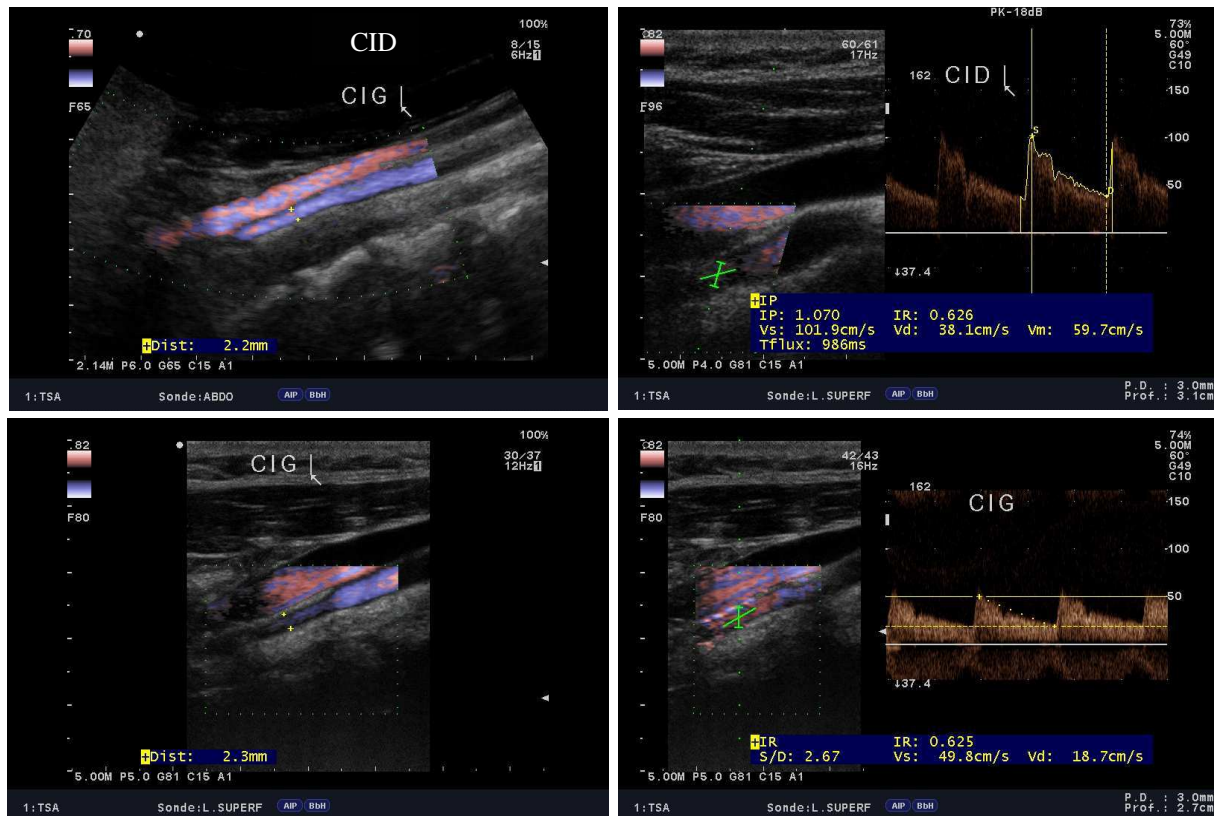 .70
100%
CID
8/15
6Hz1
CIG
F65
+Dist: 2.2mm
2.14M P6.0 G65 C15 A1
1:TSA Sonde:ABDO AIP BbH
PK-18dB
.82
73%
60/61
17Hz
5.00M
60°
G49
C10
162
CID
150
F96
100
S
50
D
↓37.4
+IP
IP: 1.070 IR: 0.626
Vs: 101.9cm/s Vd: 38.1cm/s Vm: 59.7cm/s
Tflux: 986ms
5.00M P4.0 G81 C15 A1
1:TSA Sonde:L.SUPERF AIP BbH
P.D. : 3.0mm
Prof.: 3.1cm
.82
100%
30/37
12Hz1
CIG
F80
+Dist: 2.3mm
5.00M P5.0 G81 C15 A1
1:TSA Sonde:L.SUPERF AIP BbH
.82
74%
42/43
16Hz
5.00M
60°
G49
C10
162
150
CIG
F80
100
50
↓37.4
+IR IR: 0.625
S/D: 2.67 Vs: 49.8cm/s Vd: 18.7cm/s
5.00M P5.0 G81 C15 A1
1:TSA Sonde:L.SUPERF AIP BbH
P.D. : 3.0mm
Prof.: 2.7cm